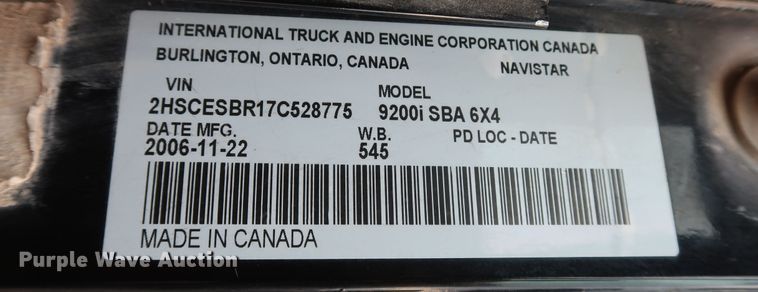 INTERNATIONAL TRUCK AND ENGINE CORPORATION CANADA
BURLINGTON, ONTARIO, CANADA NAVISTAR
VIN MODEL
2HSCESBR17C528775 9200i SBA 6X4
DATE MFG. W.B. PD LOC - DATE
2006-11-22 545
MADE IN CANADA
Purple Wave Auction